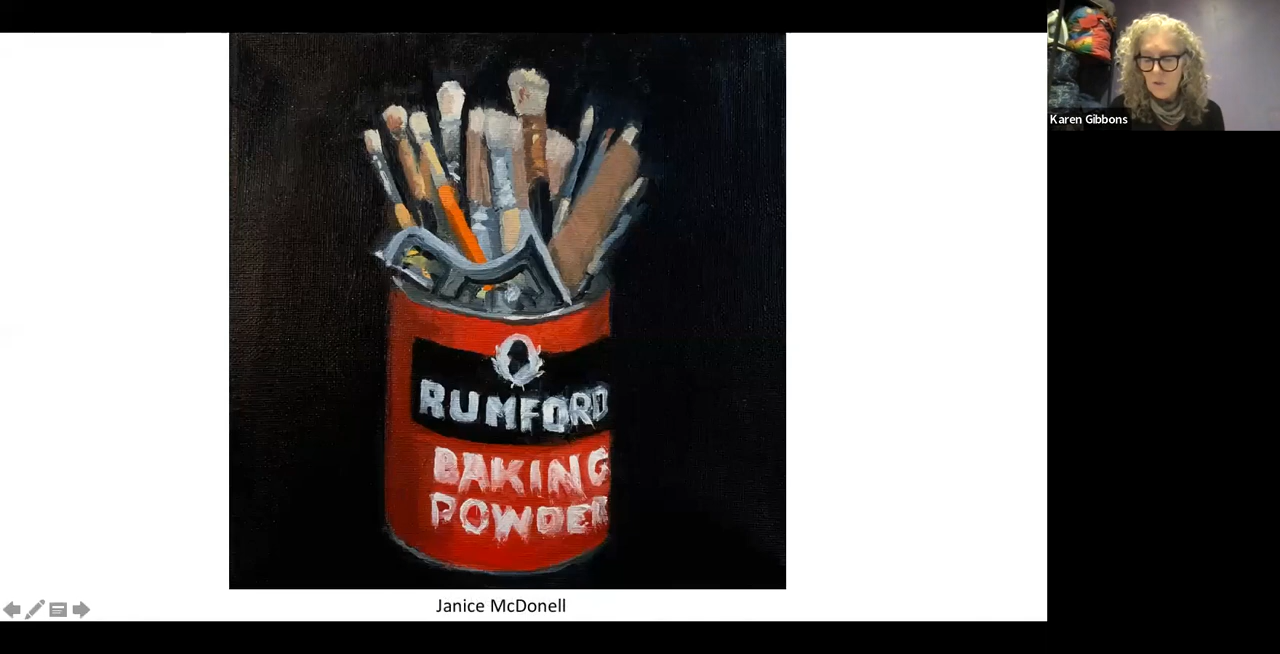 Karen Gibbons
RUMFORD
BAKING
POWDER
Janice McDonell